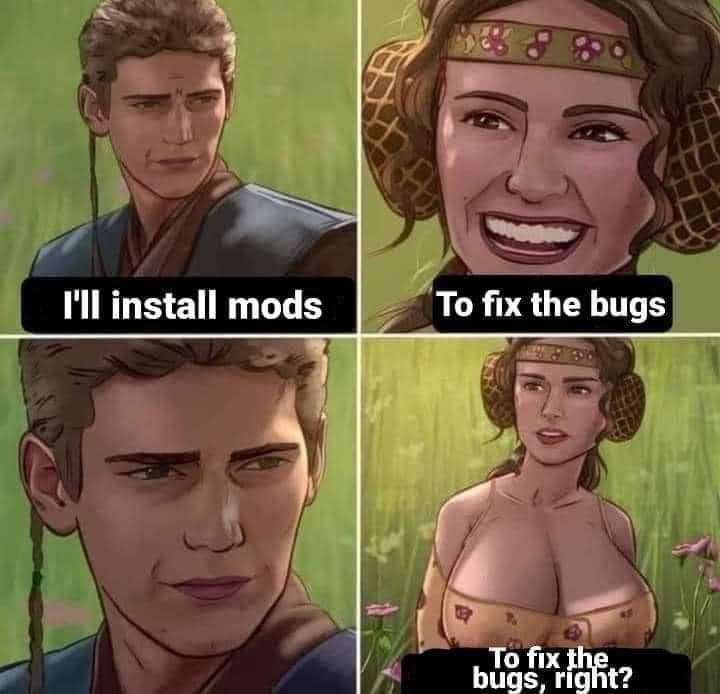 I'll install mods
To fix the bugs
To fix the
bugs, right?